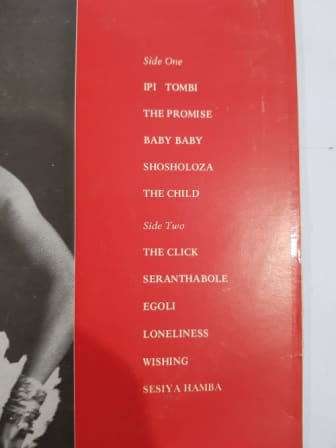 Side One
IPI TOMBI
THE PROMISE
BABY BABY
SHOSHOLOZA
THE CHILD
Side Two
THE CLICK
SERANTHABOLE
EGOLI
LONELINESS
WISHING
SESIYA HAMBA